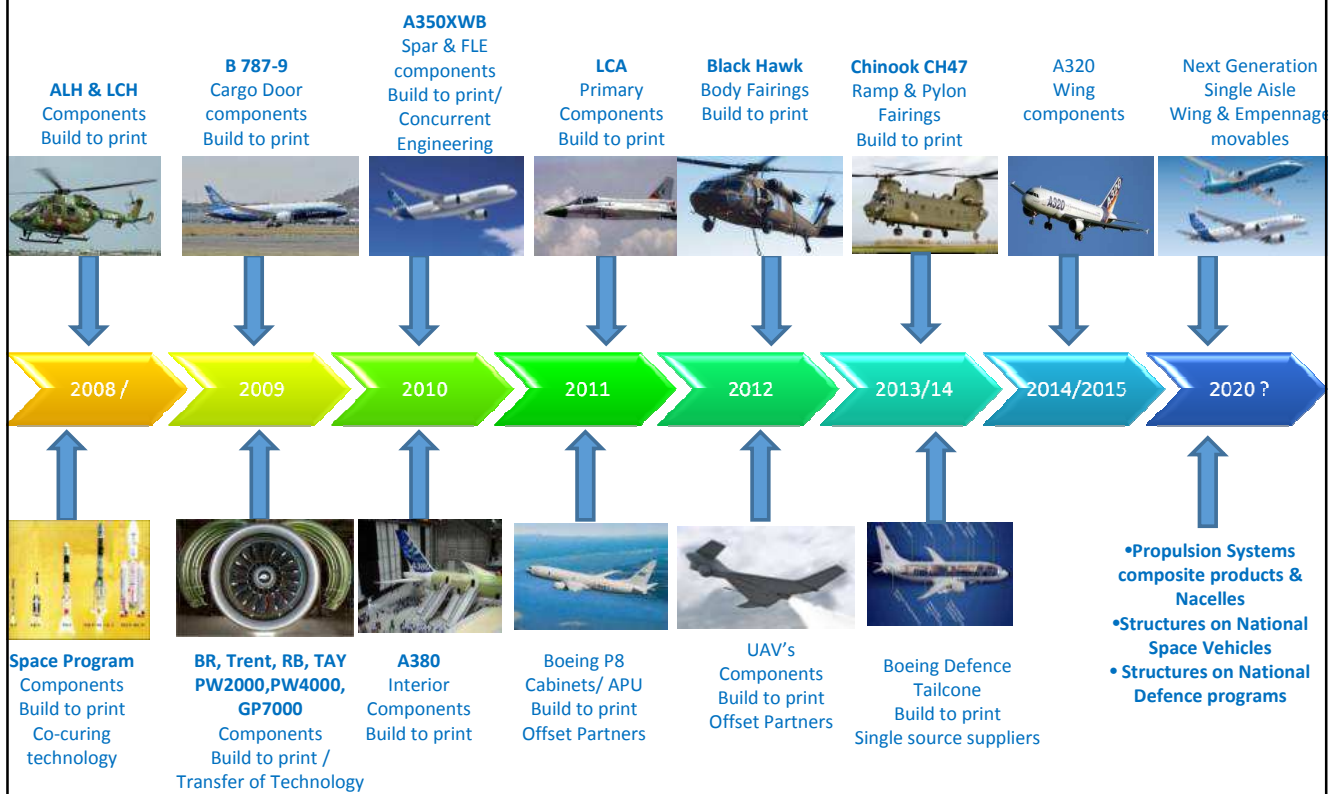 ALH & LCH
Components
Build to print
B 787-9
Cargo Door
components
Build to print
A350XWB
Spar & FLE
components
Build to print/
Concurrent
Engineering
LCA
Primary
Components
Build to print
Black Hawk
Body Fairings
Build to print
Chinook CH47
Ramp & Pylon
Fairings
Build to print
A320
Wing
components
Next Generation
Single Aisle
Wing & Empennage
movables
A320
2008 /
2009
2010
2011
2012
2013/14
2014/2015
2020 ?
A380
Space Program
Components
Build to print
Co-curing
technology
BR, Trent, RB, TAY
PW2000,PW4000,
GP7000
Components
Build to print /
Transfer of Technology
A380
Interior
Components
Build to print
Boeing P8
Cabinets/ APU
Build to print
Offset Partners
UAV's
Components
Build to print
Offset Partners
Boeing Defence
Tailcone
Build to print
Single source suppliers
•Propulsion Systems
composite products &
Nacelles
•Structures on National
Space Vehicles
• Structures on National
Defence programs